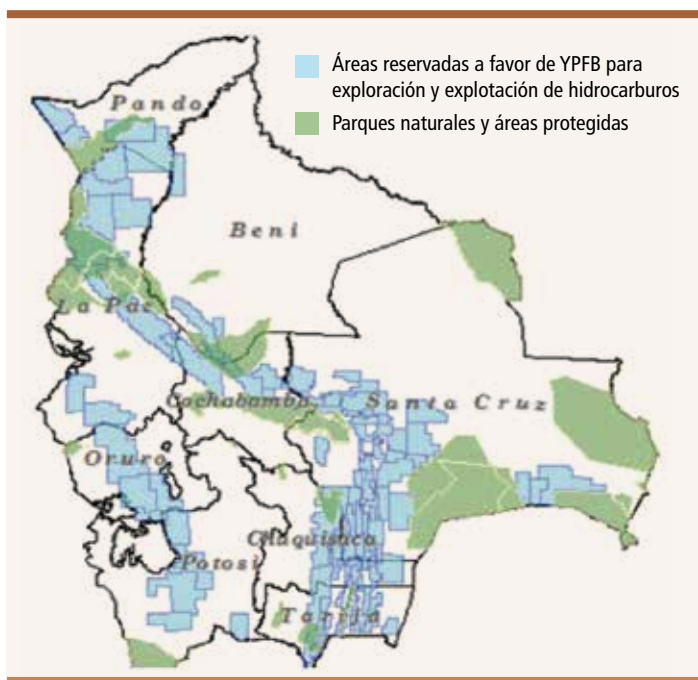 Áreas reservadas a favor de YPFB para
exploración y explotación de hidrocarburos
Parques naturales y áreas protegidas
Pando
Beni
La Paz
Cochabamba
Santa Cruz
Oruro
Chuquisaca
Potosi
Tarija